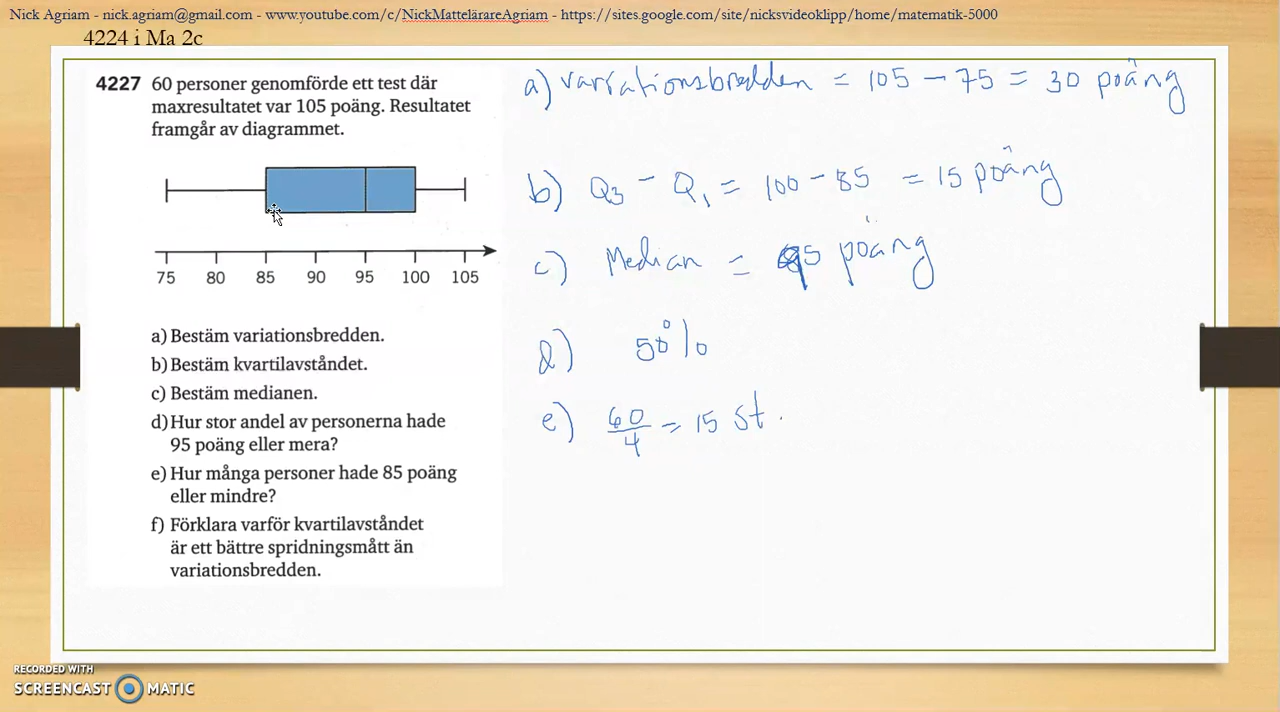 Nick Agriam - nick.agriam@gmail.com - www.youtube.com/c/NickMattelärareAgriam - https://sites.google.com/site/nicksvideoklipp/home/matematik-5000
4224 i Ma 2c
4227 60 personer genomförde ett test där
maxresultatet var 105 poäng. Resultatet
framgår av diagrammet.
75 80 85 90 95 100 105
a) Bestäm variationsbredden.
b) Bestäm kvartilavståndet.
c) Bestäm medianen.
d) Hur stor andel av personerna hade
95 poäng eller mera?
e) Hur många personer hade 85 poäng
eller mindre?
f) Förklara varför kvartilavståndet
är ett bättre spridningsmått än
variationsbredden.
a) variationsbredden = 105 - 75 = 30 poäng
b) Q3 - Q1 = 100 - 85 = 15 poäng
c) Median = 95 poäng
d) 50%
e) 60/4 = 15 st.
RECORDED WITH
SCREENCAST MATIC